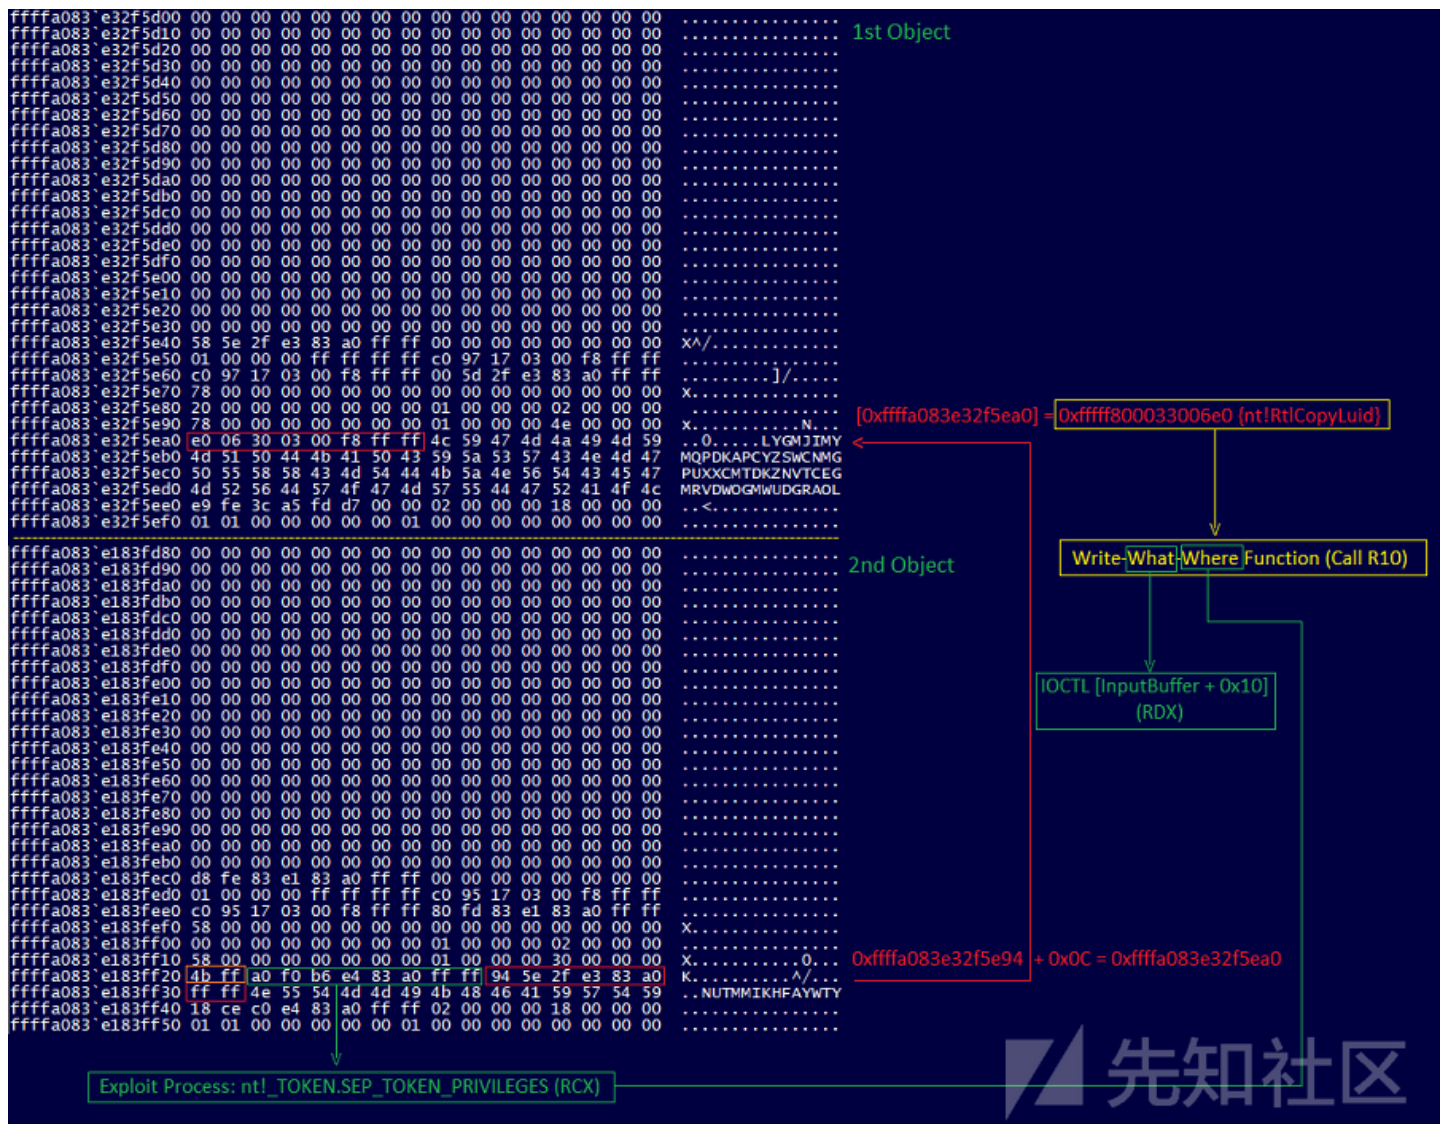 ffffa083`e32f5d00 00 00 00 00 00 00 00 00 00 00 00 00 00 00 00 00 ................
1st Object
ffffa083`e32f5d10 00 00 00 00 00 00 00 00 00 00 00 00 00 00 00 00 ................
ffffa083`e32f5d20 00 00 00 00 00 00 00 00 00 00 00 00 00 00 00 00 ................
ffffa083`e32f5d30 00 00 00 00 00 00 00 00 00 00 00 00 00 00 00 00 ................
ffffa083`e32f5d40 00 00 00 00 00 00 00 00 00 00 00 00 00 00 00 00 ................
ffffa083`e32f5d50 00 00 00 00 00 00 00 00 00 00 00 00 00 00 00 00 ................
ffffa083`e32f5d60 00 00 00 00 00 00 00 00 00 00 00 00 00 00 00 00 ................
ffffa083`e32f5d70 00 00 00 00 00 00 00 00 00 00 00 00 00 00 00 00 ................
ffffa083`e32f5d80 00 00 00 00 00 00 00 00 00 00 00 00 00 00 00 00 ................
ffffa083`e32f5d90 00 00 00 00 00 00 00 00 00 00 00 00 00 00 00 00 ................
ffffa083`e32f5da0 00 00 00 00 00 00 00 00 00 00 00 00 00 00 00 00 ................
ffffa083`e32f5db0 00 00 00 00 00 00 00 00 00 00 00 00 00 00 00 00 ................
ffffa083`e32f5dc0 00 00 00 00 00 00 00 00 00 00 00 00 00 00 00 00 ................
ffffa083`e32f5dd0 00 00 00 00 00 00 00 00 00 00 00 00 00 00 00 00 ................
ffffa083`e32f5de0 00 00 00 00 00 00 00 00 00 00 00 00 00 00 00 00 ................
ffffa083`e32f5df0 00 00 00 00 00 00 00 00 00 00 00 00 00 00 00 00 ................
ffffa083`e32f5e00 00 00 00 00 00 00 00 00 00 00 00 00 00 00 00 00 ................
ffffa083`e32f5e10 00 00 00 00 00 00 00 00 00 00 00 00 00 00 00 00 ................
ffffa083`e32f5e20 00 00 00 00 00 00 00 00 00 00 00 00 00 00 00 00 ................
ffffa083`e32f5e30 00 00 00 00 00 00 00 00 00 00 00 00 00 00 00 00 ................
ffffa083`e32f5e40 58 5e 2f e3 83 a0 ff ff 00 00 00 00 00 00 00 00 X^/.............
ffffa083`e32f5e50 01 00 00 00 ff ff ff ff c0 97 17 03 00 f8 ff ff ................
ffffa083`e32f5e60 c0 97 17 03 00 f8 ff ff 00 5d 2f e3 83 a0 ff ff .........]/.....
ffffa083`e32f5e70 78 00 00 00 00 00 00 00 00 00 00 00 00 00 00 00 x...............
ffffa083`e32f5e80 20 00 00 00 00 00 00 00 01 00 00 00 02 00 00 00 ...............
ffffa083`e32f5e90 78 00 00 00 00 00 00 00 01 00 00 00 4e 00 00 00 x...........N...
[0xffffa083e32f5ea0] = 0xfffff800033006e0 {nt!RtlCopyLuid}
ffffa083`e32f5ea0 e0 06 30 03 00 f8 ff ff 4c 59 47 4d 4a 49 4d 59 ..0.....LYGMJIMY
ffffa083`e32f5eb0 4d 51 50 44 4b 41 50 43 59 5a 53 57 43 4e 4d 47 MQPDKAPCYZSWCNMG
ffffa083`e32f5ec0 50 55 58 58 43 4d 54 44 4b 5a 4e 56 54 43 45 47 PUXXCMTDKZNVTCEG
ffffa083`e32f5ed0 4d 52 56 44 57 4f 47 4d 57 55 44 47 52 41 4f 4c MRVDWOGMWUDGRAOL
ffffa083`e32f5ee0 e9 fe 3c a5 fd d7 00 00 02 00 00 00 18 00 00 00 ..<.............
ffffa083`e32f5ef0 01 01 00 00 00 00 00 01 00 00 00 00 00 00 00 00 ................
ffffa083`e183fd80 00 00 00 00 00 00 00 00 00 00 00 00 00 00 00 00 ................
2nd Object
Write-What-Where Function (Call R10)
ffffa083`e183fd90 00 00 00 00 00 00 00 00 00 00 00 00 00 00 00 00 ................
ffffa083`e183fda0 00 00 00 00 00 00 00 00 00 00 00 00 00 00 00 00 ................
ffffa083`e183fdb0 00 00 00 00 00 00 00 00 00 00 00 00 00 00 00 00 ................
ffffa083`e183fdc0 00 00 00 00 00 00 00 00 00 00 00 00 00 00 00 00 ................
ffffa083`e183fdd0 00 00 00 00 00 00 00 00 00 00 00 00 00 00 00 00 ................
ffffa083`e183fde0 00 00 00 00 00 00 00 00 00 00 00 00 00 00 00 00 ................
ffffa083`e183fdf0 00 00 00 00 00 00 00 00 00 00 00 00 00 00 00 00 ................
ffffa083`e183fe00 00 00 00 00 00 00 00 00 00 00 00 00 00 00 00 00 ................
IOCTL [InputBuffer + 0x10]
(RDX)
ffffa083`e183fe10 00 00 00 00 00 00 00 00 00 00 00 00 00 00 00 00 ................
ffffa083`e183fe20 00 00 00 00 00 00 00 00 00 00 00 00 00 00 00 00 ................
ffffa083`e183fe30 00 00 00 00 00 00 00 00 00 00 00 00 00 00 00 00 ................
ffffa083`e183fe40 00 00 00 00 00 00 00 00 00 00 00 00 00 00 00 00 ................
ffffa083`e183fe50 00 00 00 00 00 00 00 00 00 00 00 00 00 00 00 00 ................
ffffa083`e183fe60 00 00 00 00 00 00 00 00 00 00 00 00 00 00 00 00 ................
ffffa083`e183fe70 00 00 00 00 00 00 00 00 00 00 00 00 00 00 00 00 ................
ffffa083`e183fe80 00 00 00 00 00 00 00 00 00 00 00 00 00 00 00 00 ................
ffffa083`e183fe90 00 00 00 00 00 00 00 00 00 00 00 00 00 00 00 00 ................
ffffa083`e183fea0 00 00 00 00 00 00 00 00 00 00 00 00 00 00 00 00 ................
ffffa083`e183feb0 00 00 00 00 00 00 00 00 00 00 00 00 00 00 00 00 ................
ffffa083`e183fec0 d8 fe 83 e1 83 a0 ff ff 00 00 00 00 00 00 00 00 ................
ffffa083`e183fed0 01 00 00 00 ff ff ff ff c0 95 17 03 00 f8 ff ff ................
ffffa083`e183fee0 c0 95 17 03 00 f8 ff ff 80 fd 83 e1 83 a0 ff ff ................
ffffa083`e183fef0 58 00 00 00 00 00 00 00 00 00 00 00 00 00 00 00 X...............
ffffa083`e183ff00 00 00 00 00 00 00 00 00 01 00 00 00 02 00 00 00 ................
ffffa083`e183ff10 58 00 00 00 00 00 00 00 01 00 00 00 30 00 00 00 X...........0...
0xffffa083e32f5e94 + 0x0C = 0xffffa083e32f5ea0
ffffa083`e183ff20 4b ff a0 f0 b6 e4 83 a0 ff ff 94 5e 2f e3 83 a0 K..........^/...
ffffa083`e183ff30 ff ff 4e 55 54 4d 4d 49 4b 48 46 41 59 57 54 59 ..NUTMMIKHFAYWTY
ffffa083`e183ff40 18 ce c0 e4 83 a0 ff ff 02 00 00 00 18 00 00 00 ................
ffffa083`e183ff50 01 01 00 00 00 00 00 01 00 00 00 00 00 00 00 00 ................
Exploit Process: nt!_TOKEN.SEP_TOKEN_PRIVILEGES (RCX)
先知社区